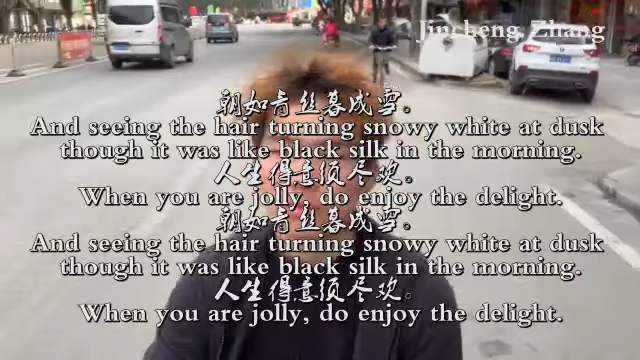 Jincheng Zhang
朝如青丝暮成雪。
And seeing the hair turning snowy white at dusk
though it was like black silk in the morning.
人生得意须尽欢。
When you are jolly, do enjoy the delight.
朝如青丝暮成雪。
And seeing the hair turning snowy white at dusk
though it was like black silk in the morning.
人生得意须尽欢。
When you are jolly, do enjoy the delight.